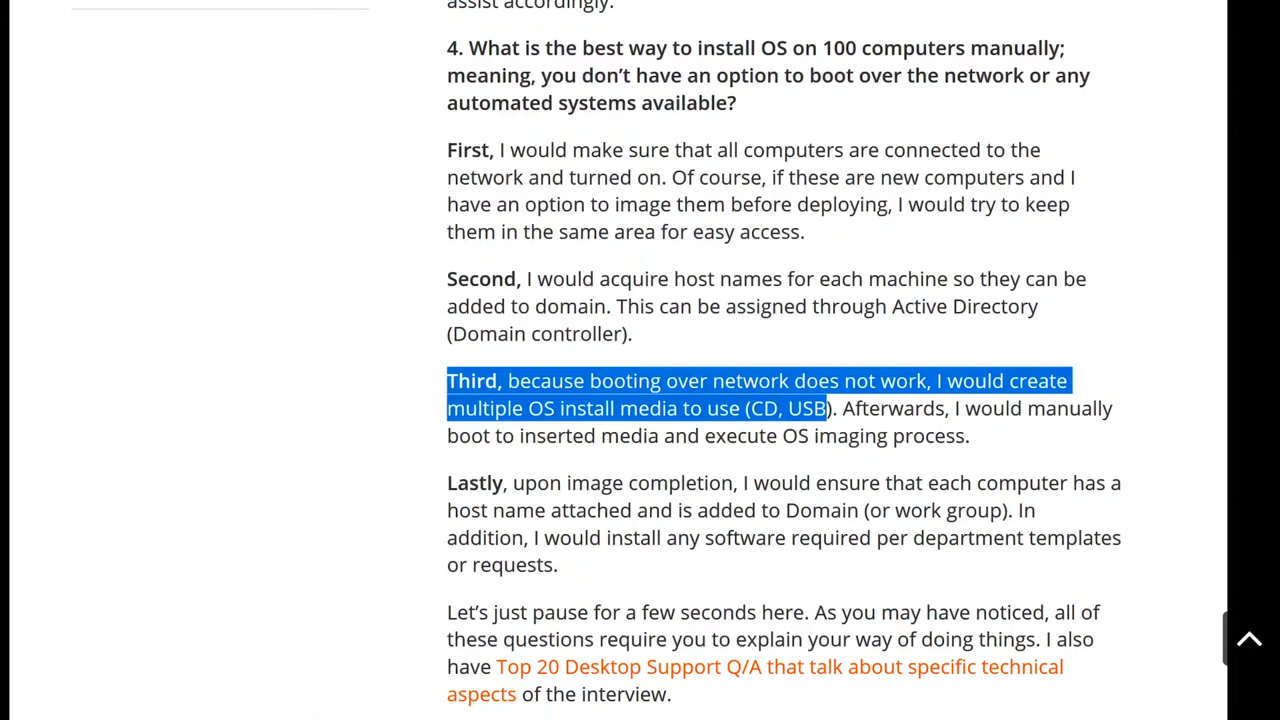 assist accordingly.
4. What is the best way to install OS on 100 computers manually;
meaning, you don’t have an option to boot over the network or any
automated systems available?
First, I would make sure that all computers are connected to the
network and turned on. Of course, if these are new computers and I
have an option to image them before deploying, I would try to keep
them in the same area for easy access.
Second, I would acquire host names for each machine so they can be
added to domain. This can be assigned through Active Directory
(Domain controller).
Third, because booting over network does not work, I would create
multiple OS install media to use (CD, USB). Afterwards, I would manually
boot to inserted media and execute OS imaging process.
Lastly, upon image completion, I would ensure that each computer has a
host name attached and is added to Domain (or work group). In
addition, I would install any software required per department templates
or requests.
Let’s just pause for a few seconds here. As you may have noticed, all of
these questions require you to explain your way of doing things. I also
have Top 20 Desktop Support Q/A that talk about specific technical
aspects of the interview.